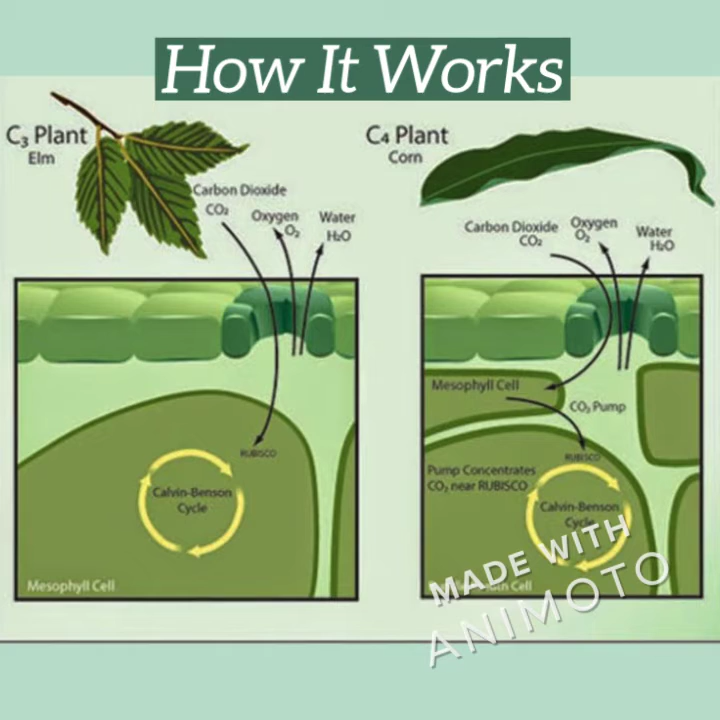 How It Works
C₃ Plant
Elm
Carbon Dioxide
CO₂
Oxygen
O₂
Water
H₂O
RUBISCO
Calvin-Benson
Cycle
Mesophyll Cell
C₄ Plant
Corn
Carbon Dioxide
CO₂
Oxygen
O₂
Water
H₂O
Mesophyll Cell
CO₂ Pump
RUBISCO
Pump Concentrates
CO₂ near RUBISCO
Calvin-Benson
Cycle
Cell
MADE WITH
ANIMOTO